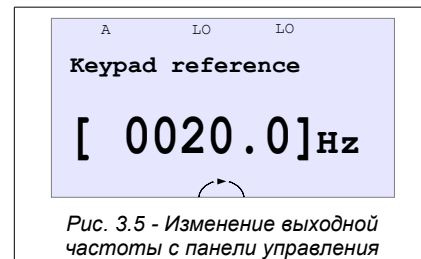 A LO LO
Keypad reference
[ 0020.0]Hz
Рис. 3.5 - Изменение выходной
частоты с панели управления